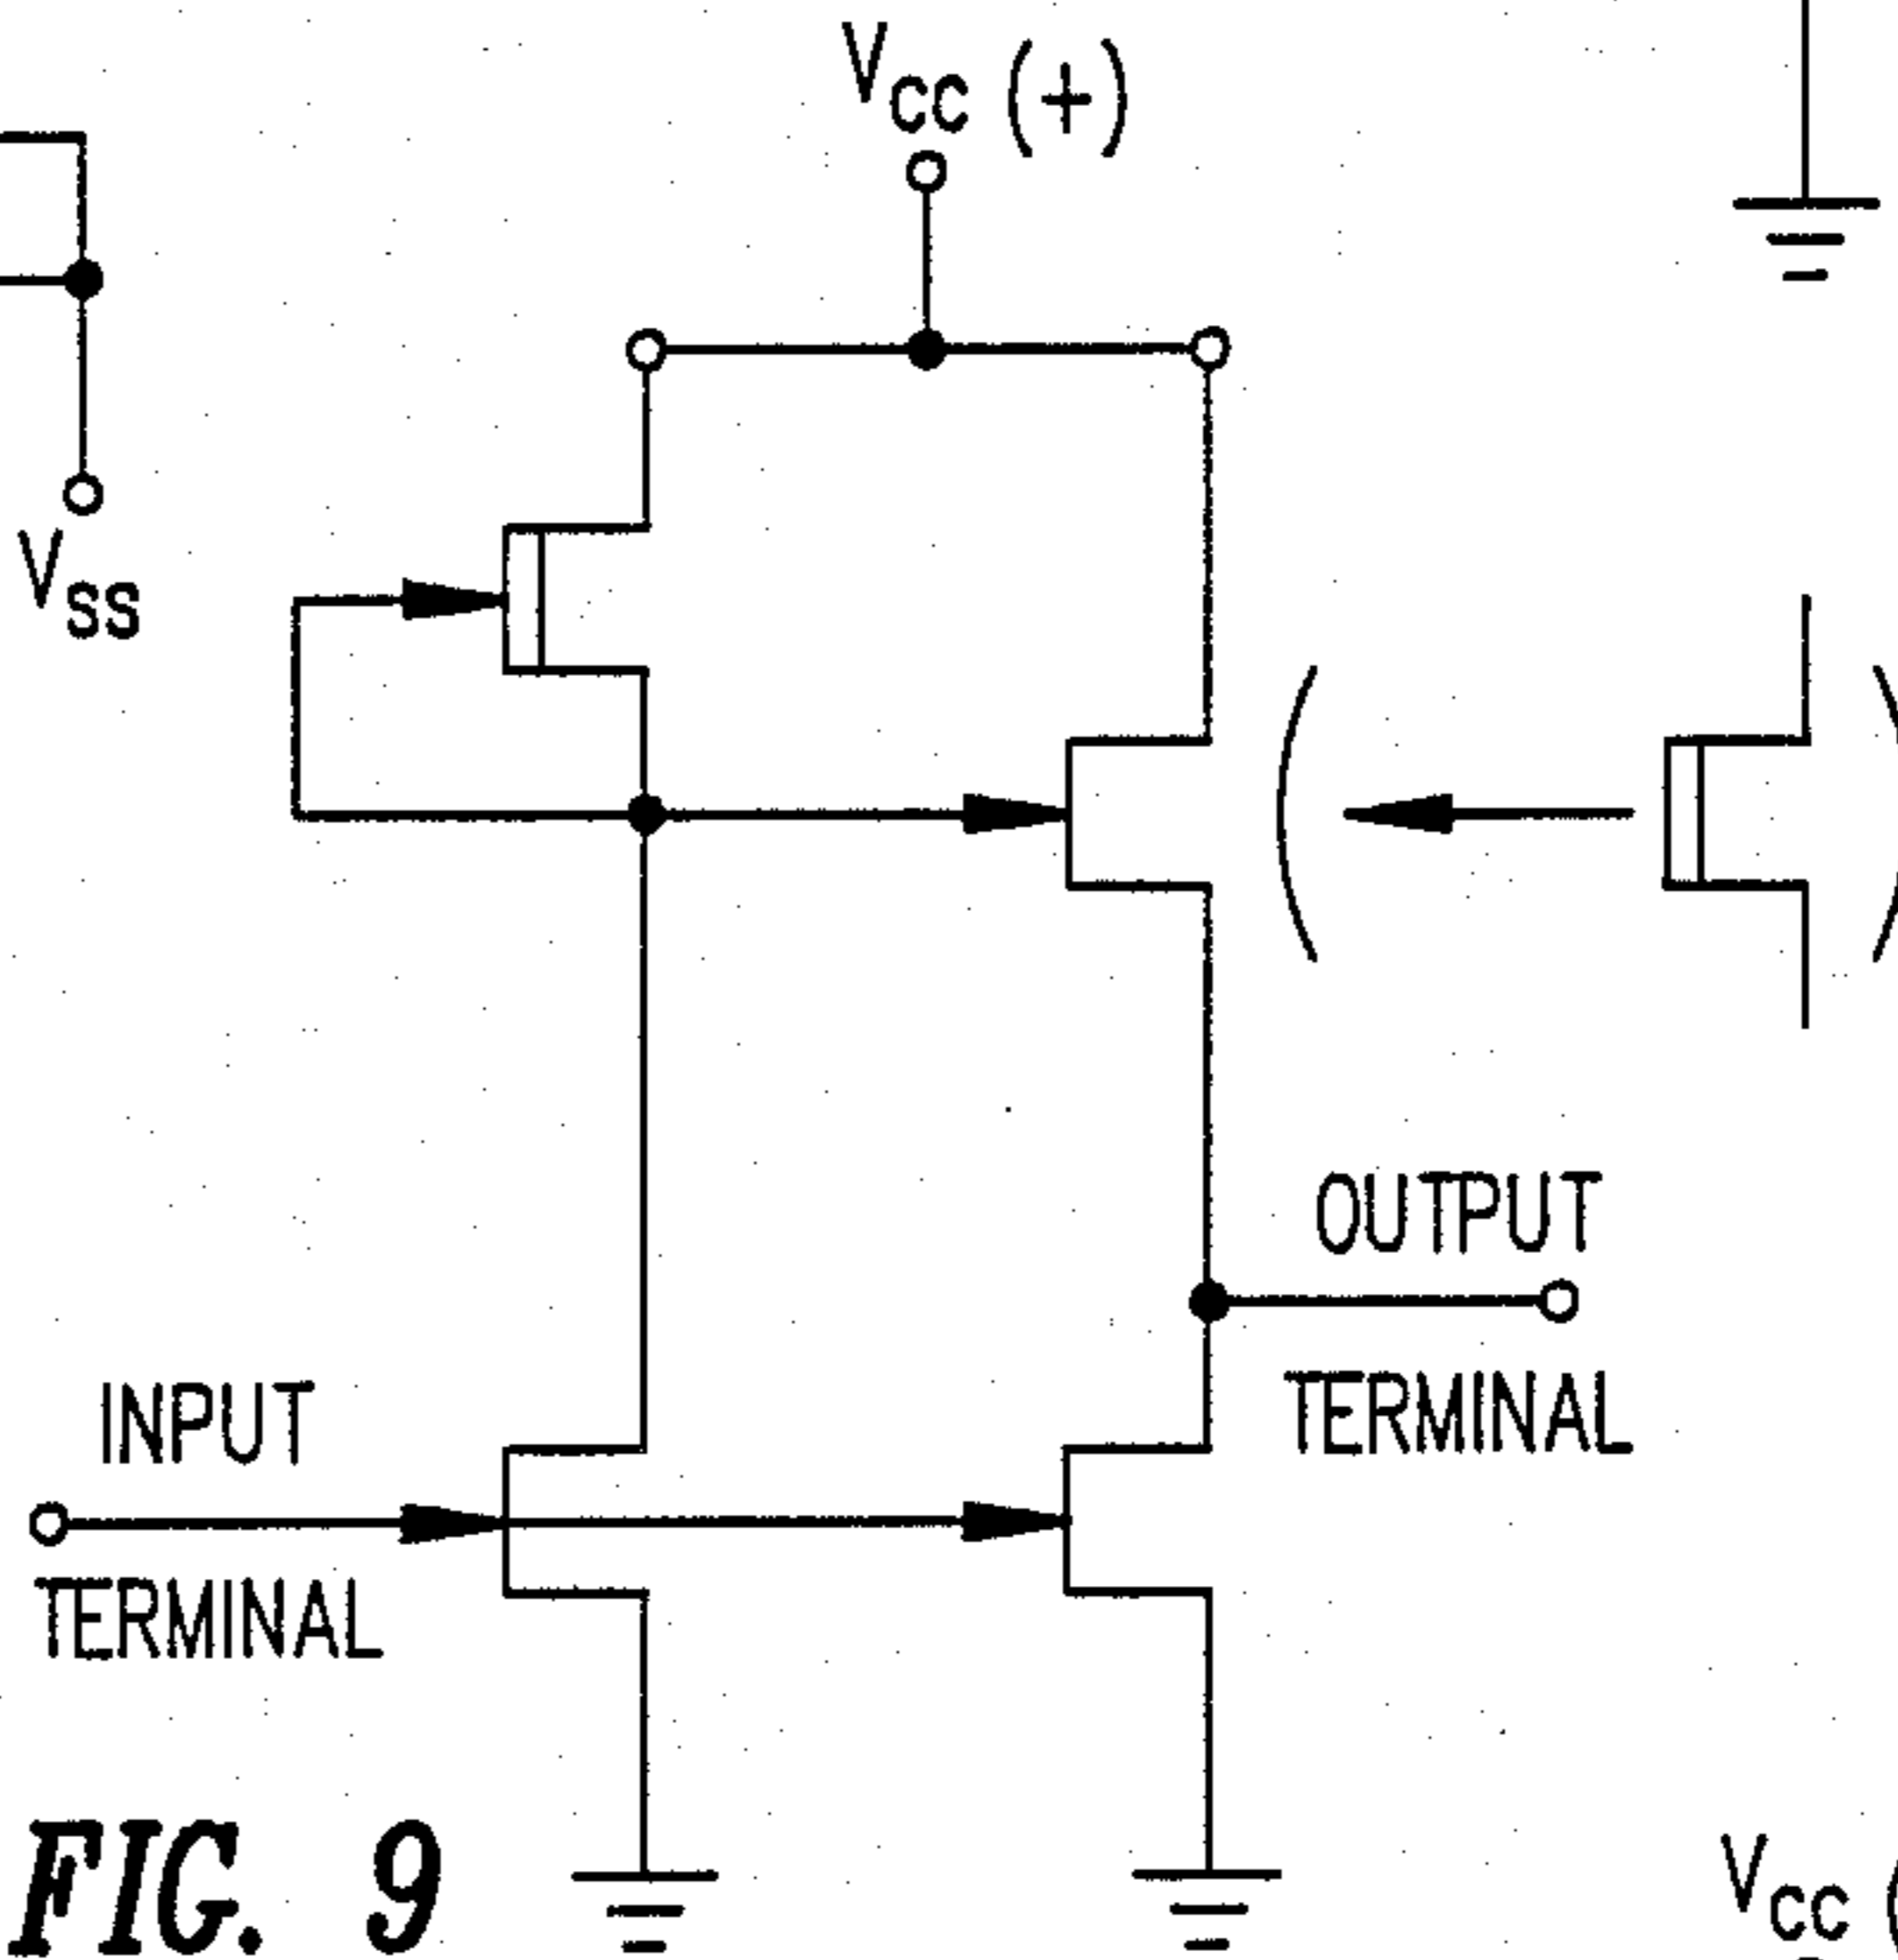 VCC (+)
VSS
OUTPUT
TERMINAL
INPUT
TERMINAL
FIG. 9
VCC (